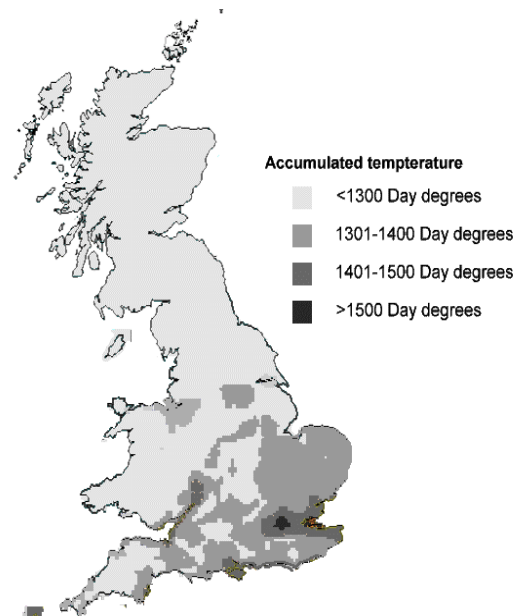 Accumulated tempterature
<1300 Day degrees
1301-1400 Day degrees
1401-1500 Day degrees
>1500 Day degrees